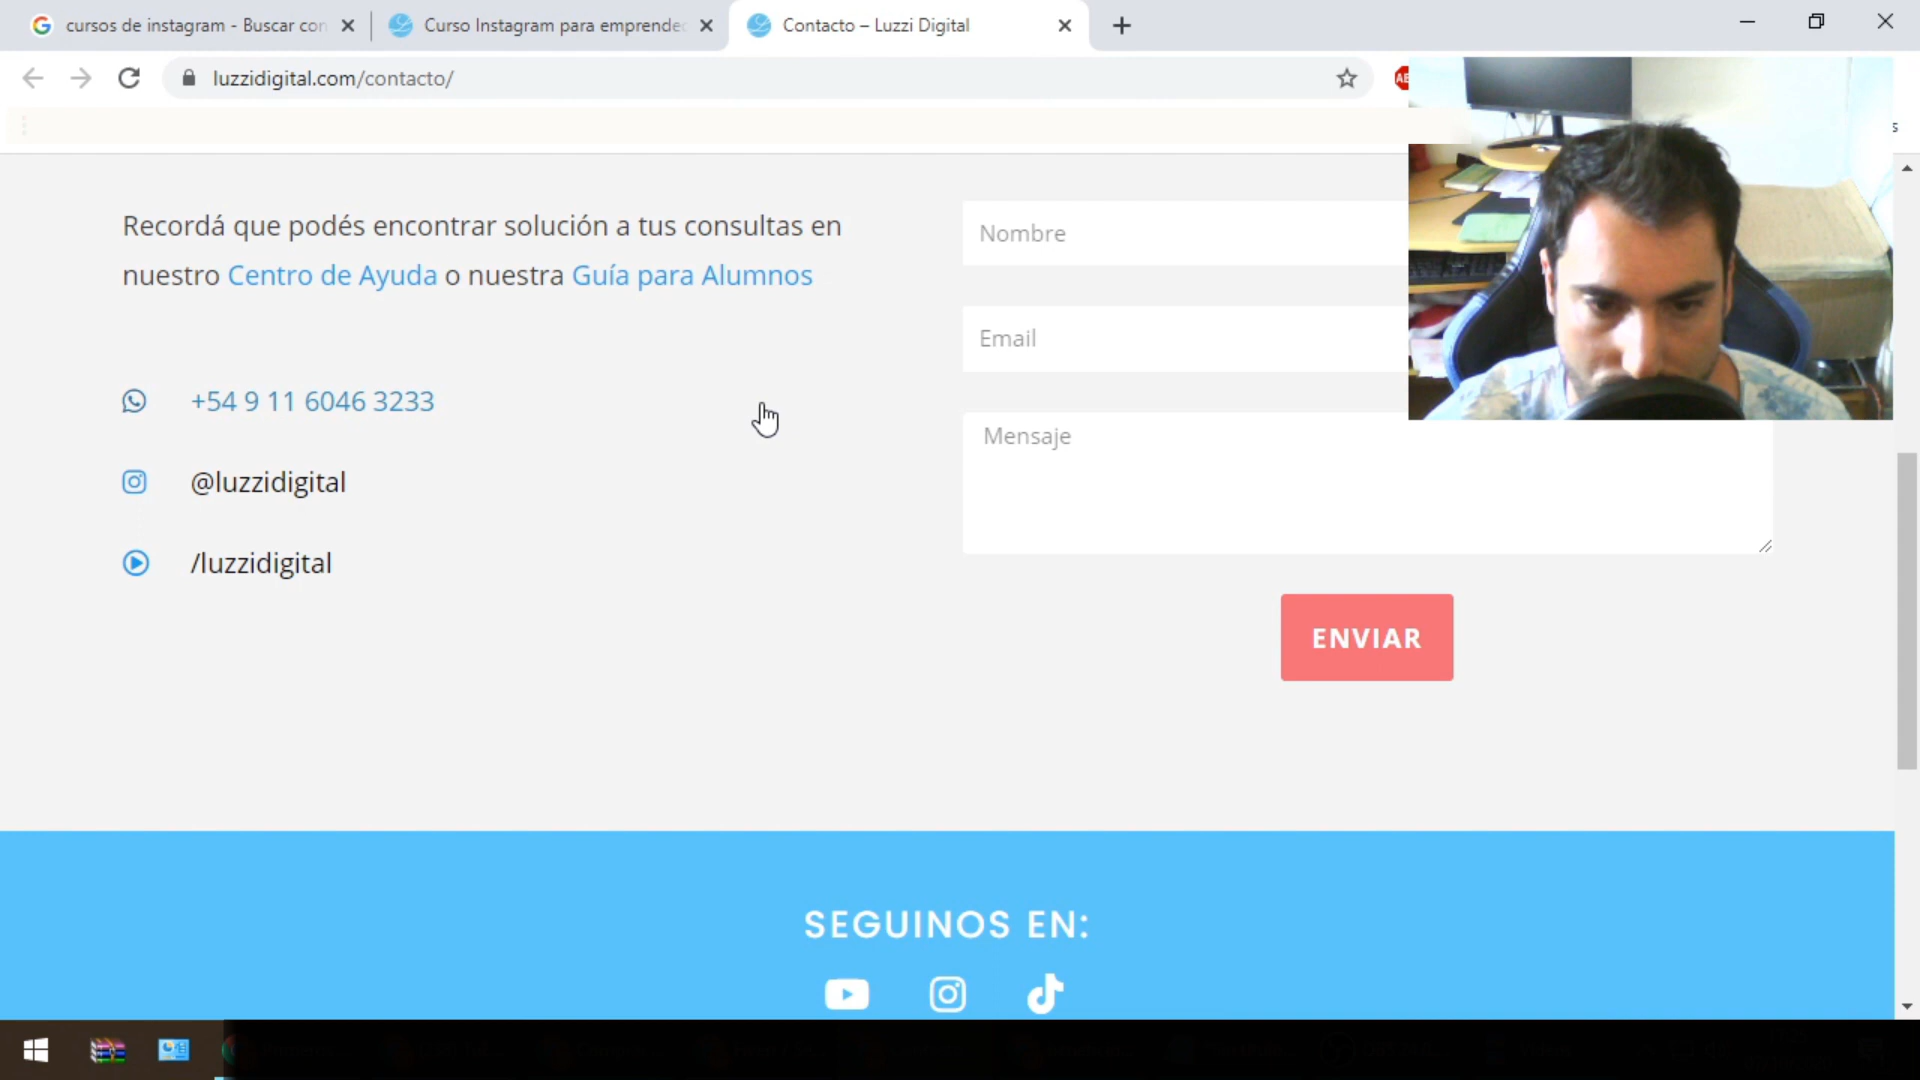 cursos de instagram - Buscar con
Curso Instagram para emprende
Contacto – Luzzi Digital
luzzidigital.com/contacto/
Recordá que podés encontrar solución a tus consultas en
nuestro Centro de Ayuda o nuestra Guía para Alumnos
+54 9 11 6046 3233
@luzzidigital
/luzzidigital
Nombre
Email
Mensaje
ENVIAR
SEGUINOS EN: